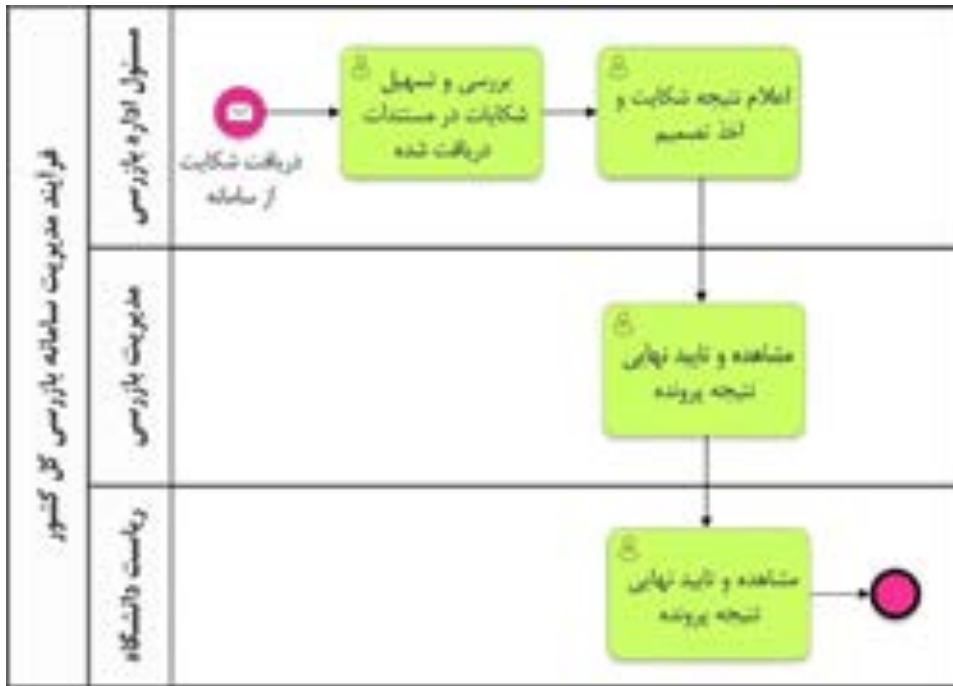 فرآیند مدیریت سامانه بازرسی کل کشور
مسئول اداره بازرسی
دریافت شکایت
از سامانه
بررسی و تسهیل
شکایات در مستندات
دریافت شده
اعلام نتیجه شکایت و
اخذ تصمیم
مدیریت بازرسی
مشاهده و تایید نهایی
نتیجه پرونده
ریاست دانشگاه
مشاهده و تایید نهایی
نتیجه پرونده